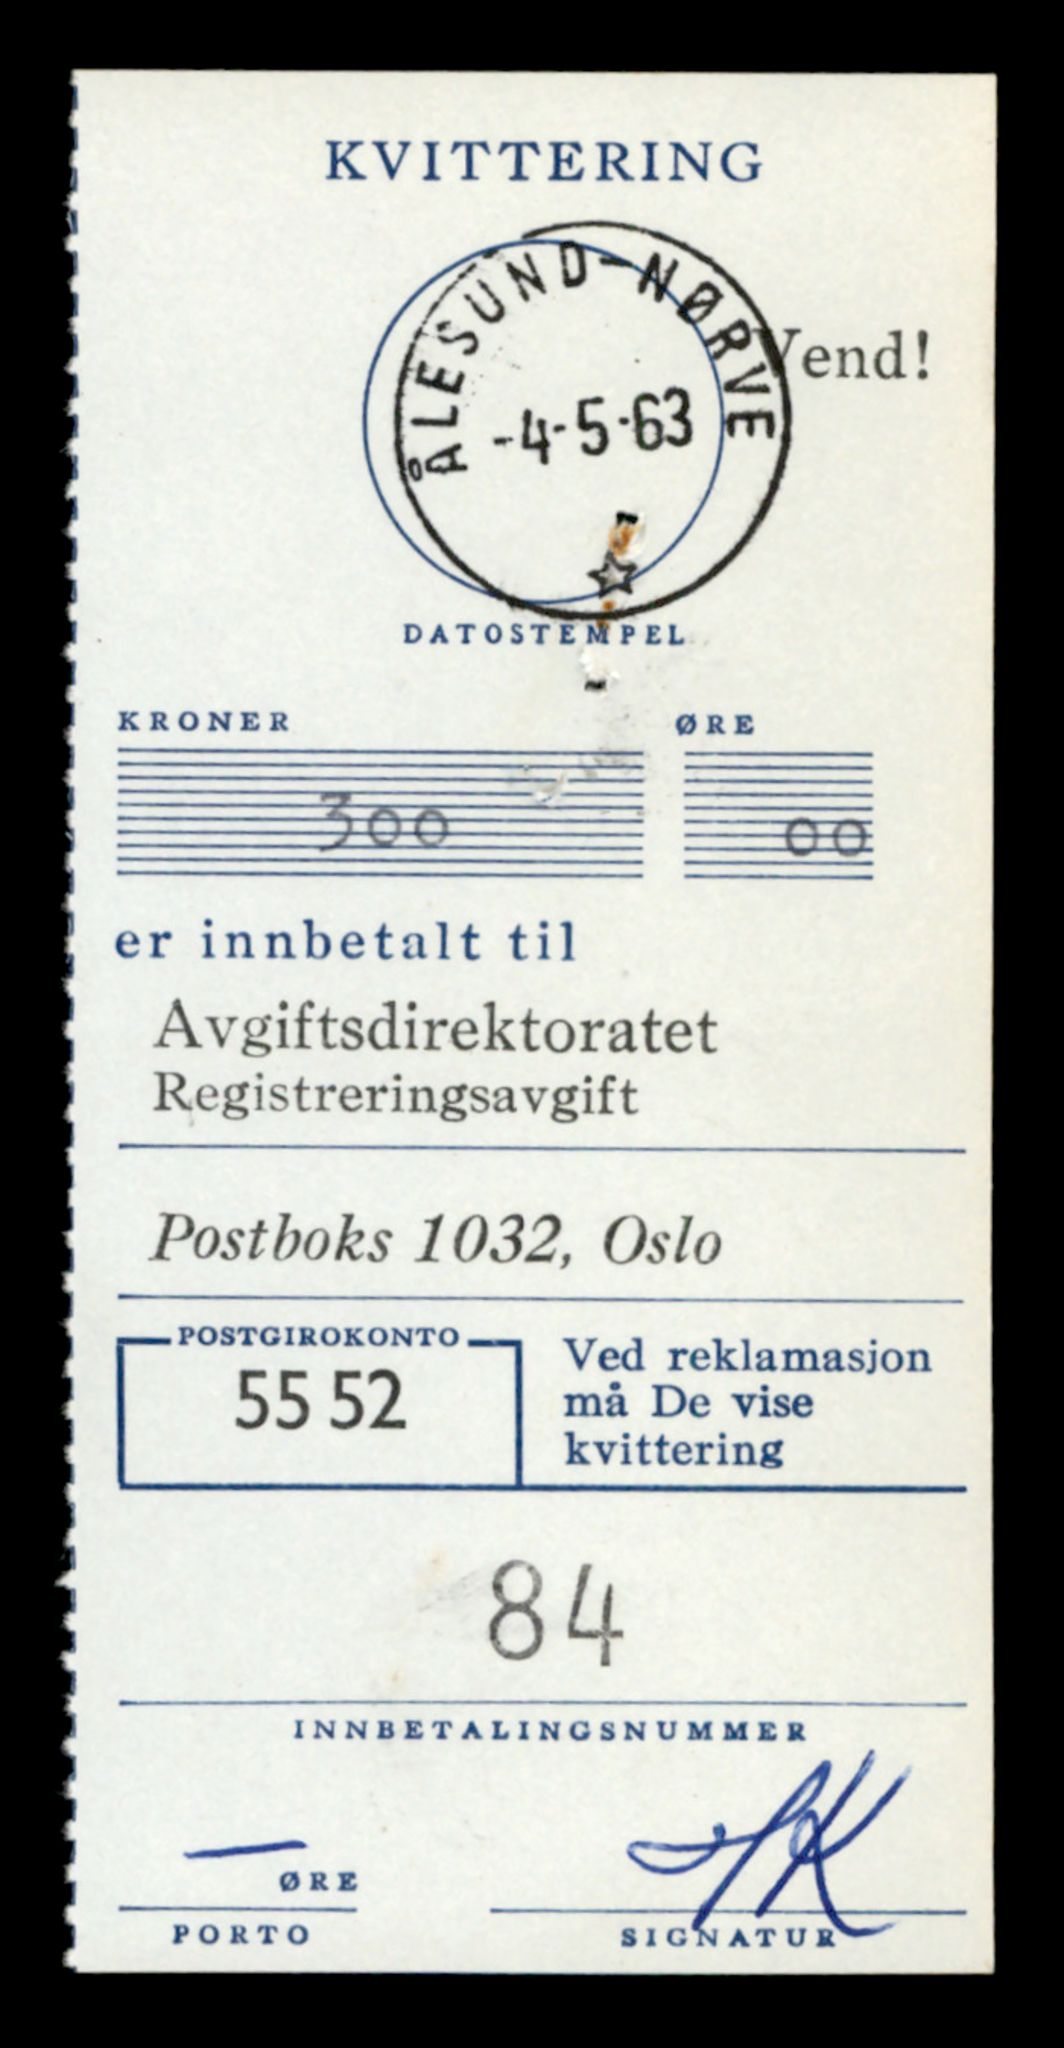 KVITTERING
ÅLESUND-NØRVE
Vend!
-4-5-63
DATOSTEMPEL
KRONER ØRE
300 00
er innbetalt til
Avgiftsdirektoratet
Registreringsavgift
Postboks 1032, Oslo
POSTGIROKONTO
55 52
Ved reklamasjon
må De vise
kvittering
84
INNBETALINGSNUMMER
— ØRE
PORTO
SIGNATUR